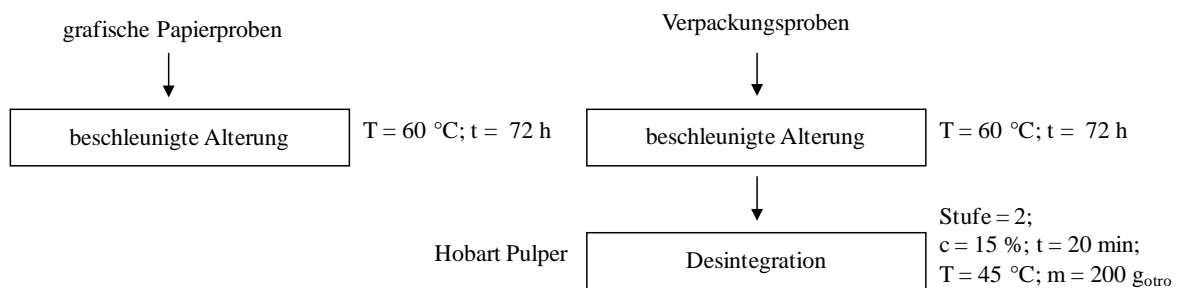 grafische Papierproben
Verpackungsproben
beschleunigte Alterung
T = 60 °C; t = 72 h
beschleunigte Alterung
T = 60 °C; t = 72 h
Hobart Pulper
Desintegration
Stufe = 2;
c = 15 %; t = 20 min;
T = 45 °C; m = 200 gotro